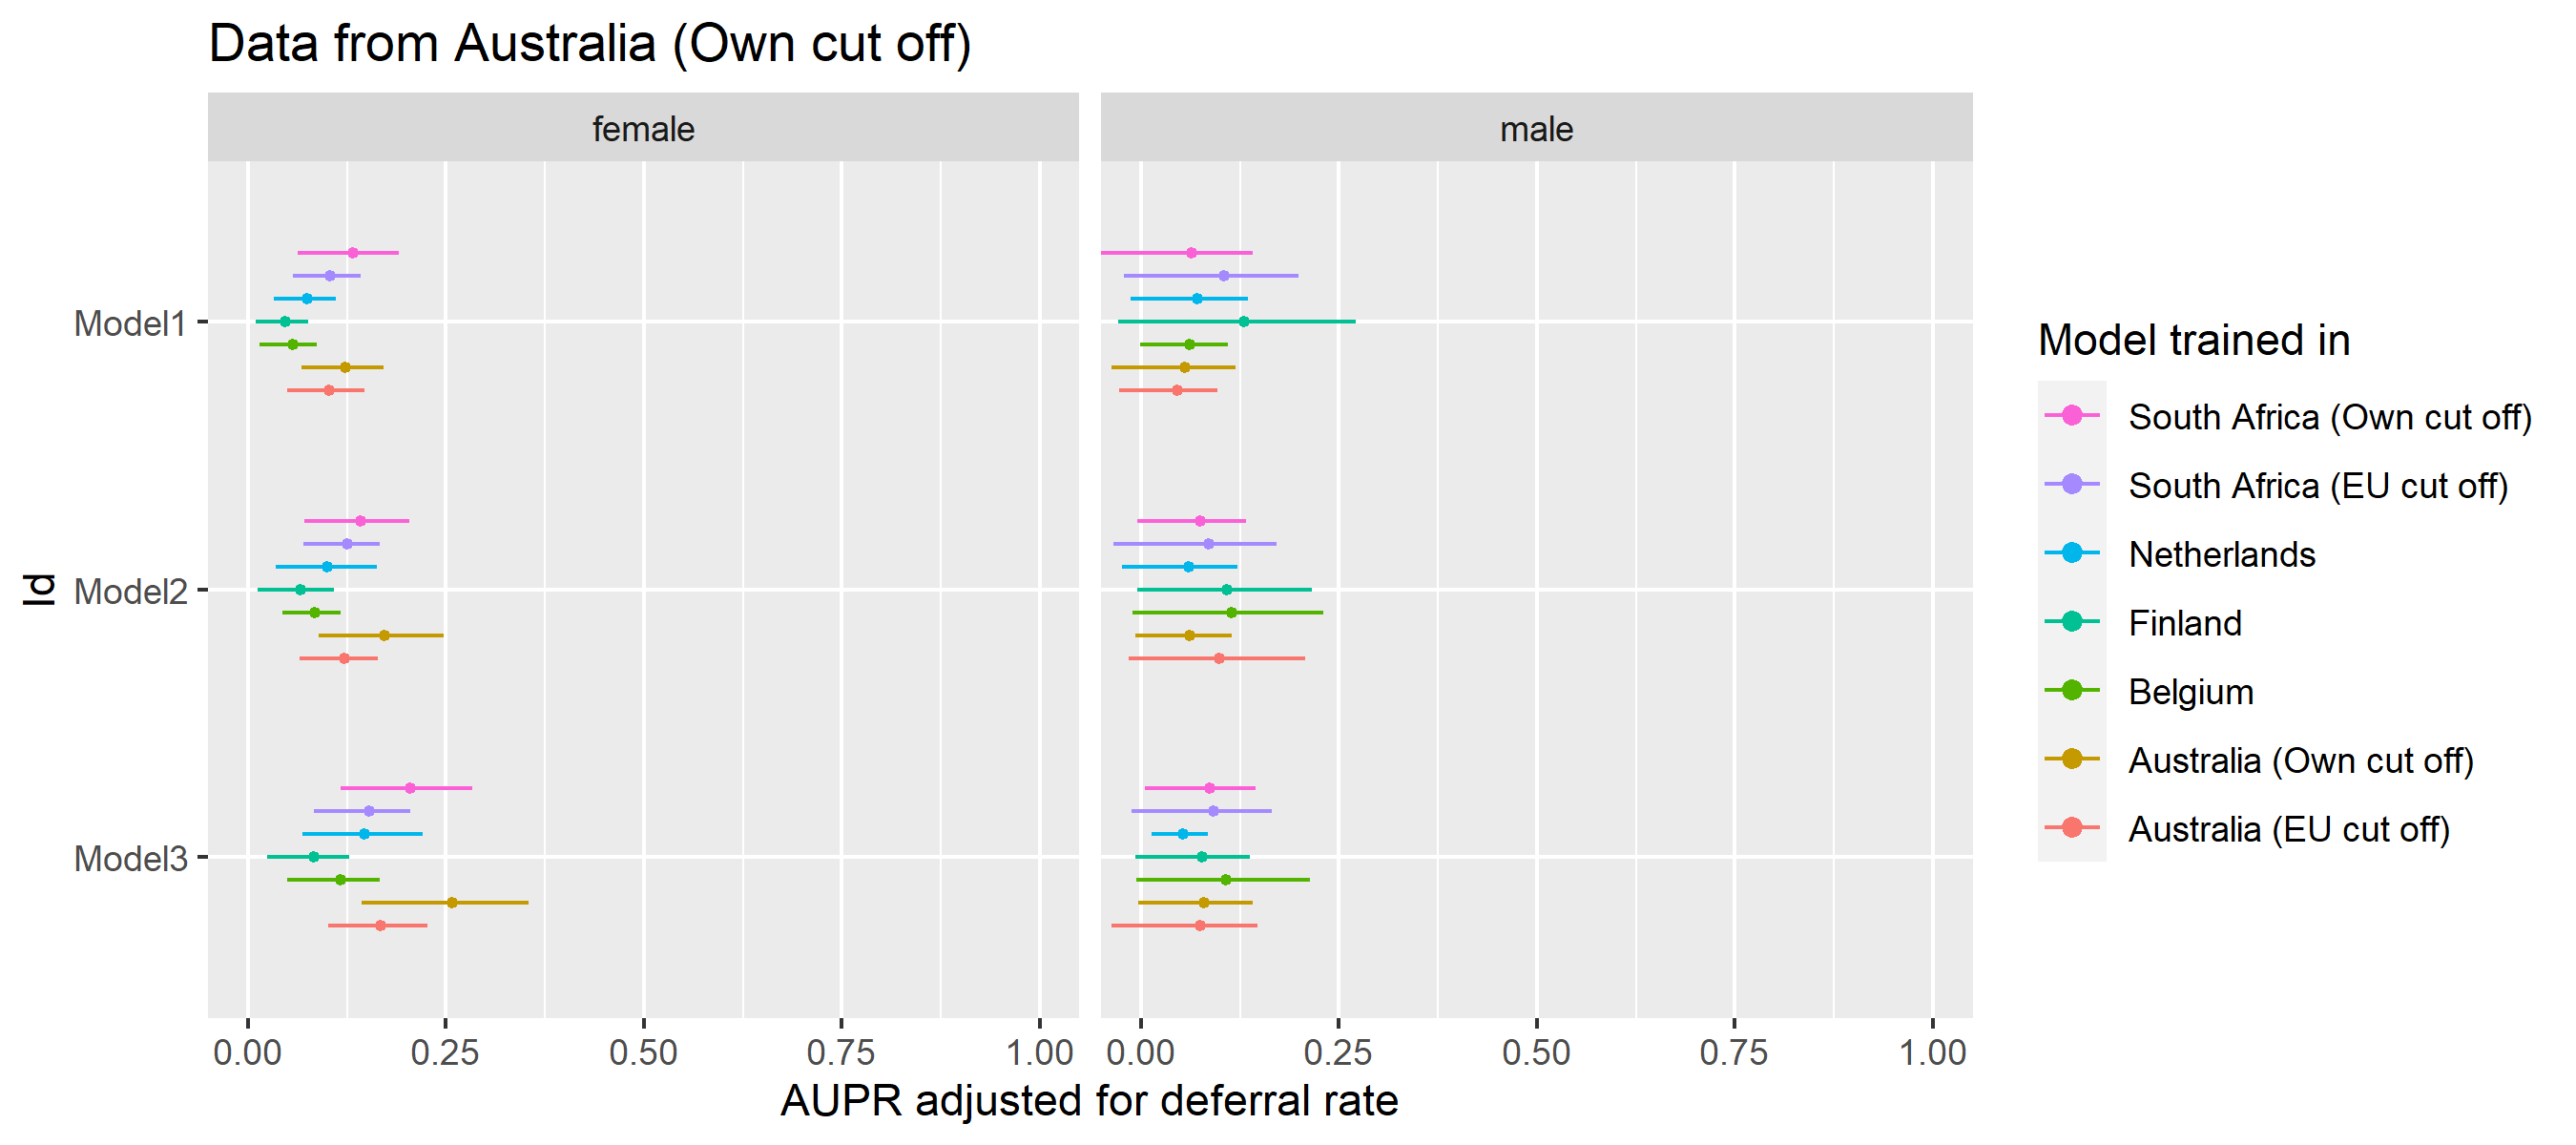 Data from Australia (Own cut off)
female
male
Id
Model1
Model2
Model3
0.00 0.25 0.50 0.75 1.00
0.00 0.25 0.50 0.75 1.00
AUPR adjusted for deferral rate
Model trained in
South Africa (Own cut off)
South Africa (EU cut off)
Netherlands
Finland
Belgium
Australia (Own cut off)
Australia (EU cut off)